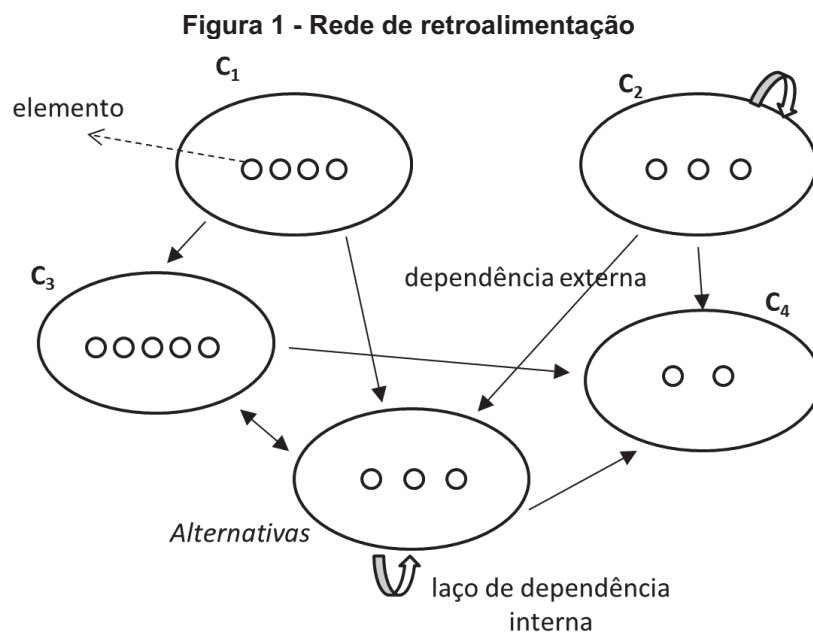 Figura 1 - Rede de retroalimentação
C₁
C₂
elemento
C₃
dependência externa
C₄
Alternativas
laço de dependência
interna